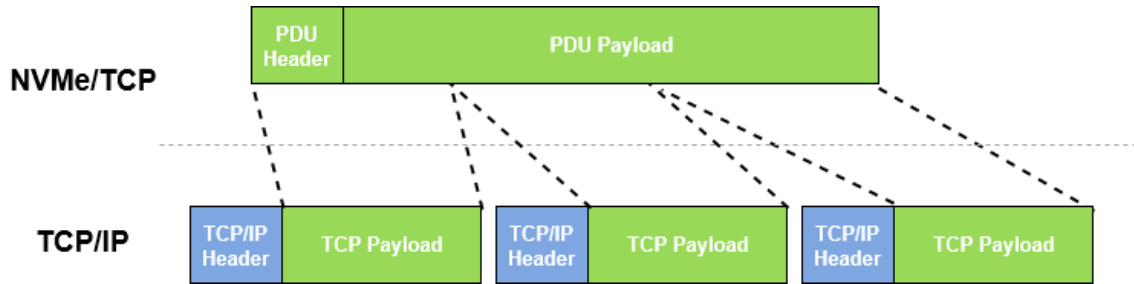 PDU
Header
PDU Payload
NVMe/TCP
TCP/IP
TCP/IP
Header
TCP Payload
TCP/IP
Header
TCP Payload
TCP/IP
Header
TCP Payload